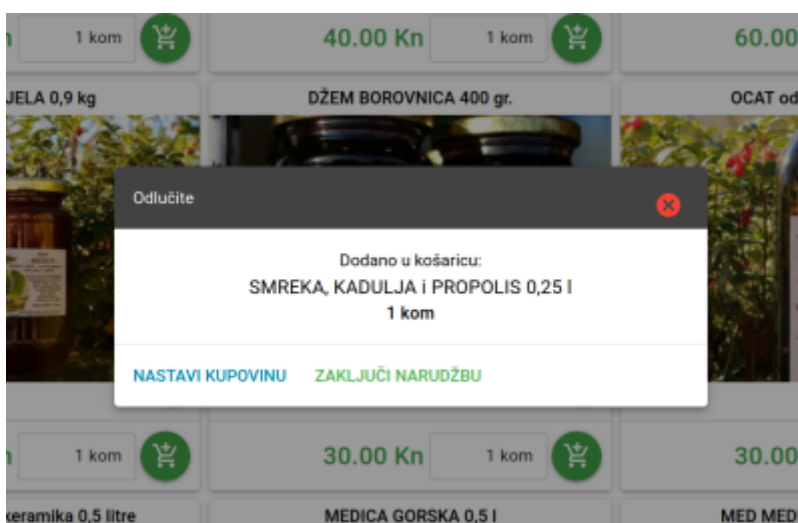 1 kom
40.00 Kn
1 kom
60.00
JELA 0,9 kg
DŽEM BOROVNICA 400 gr.
OCAT od
Odlučite
Dodano u košaricu:
SMREKA, KADULJA i PROPOLIS 0,25 l
1 kom
NASTAVI KUPOVINU
ZAKLJUČI NARUDŽBU
1 kom
30.00 Kn
1 kom
30.00
keramika 0,5 litre
MEDICA GORSKA 0,5 l
MED MEDI